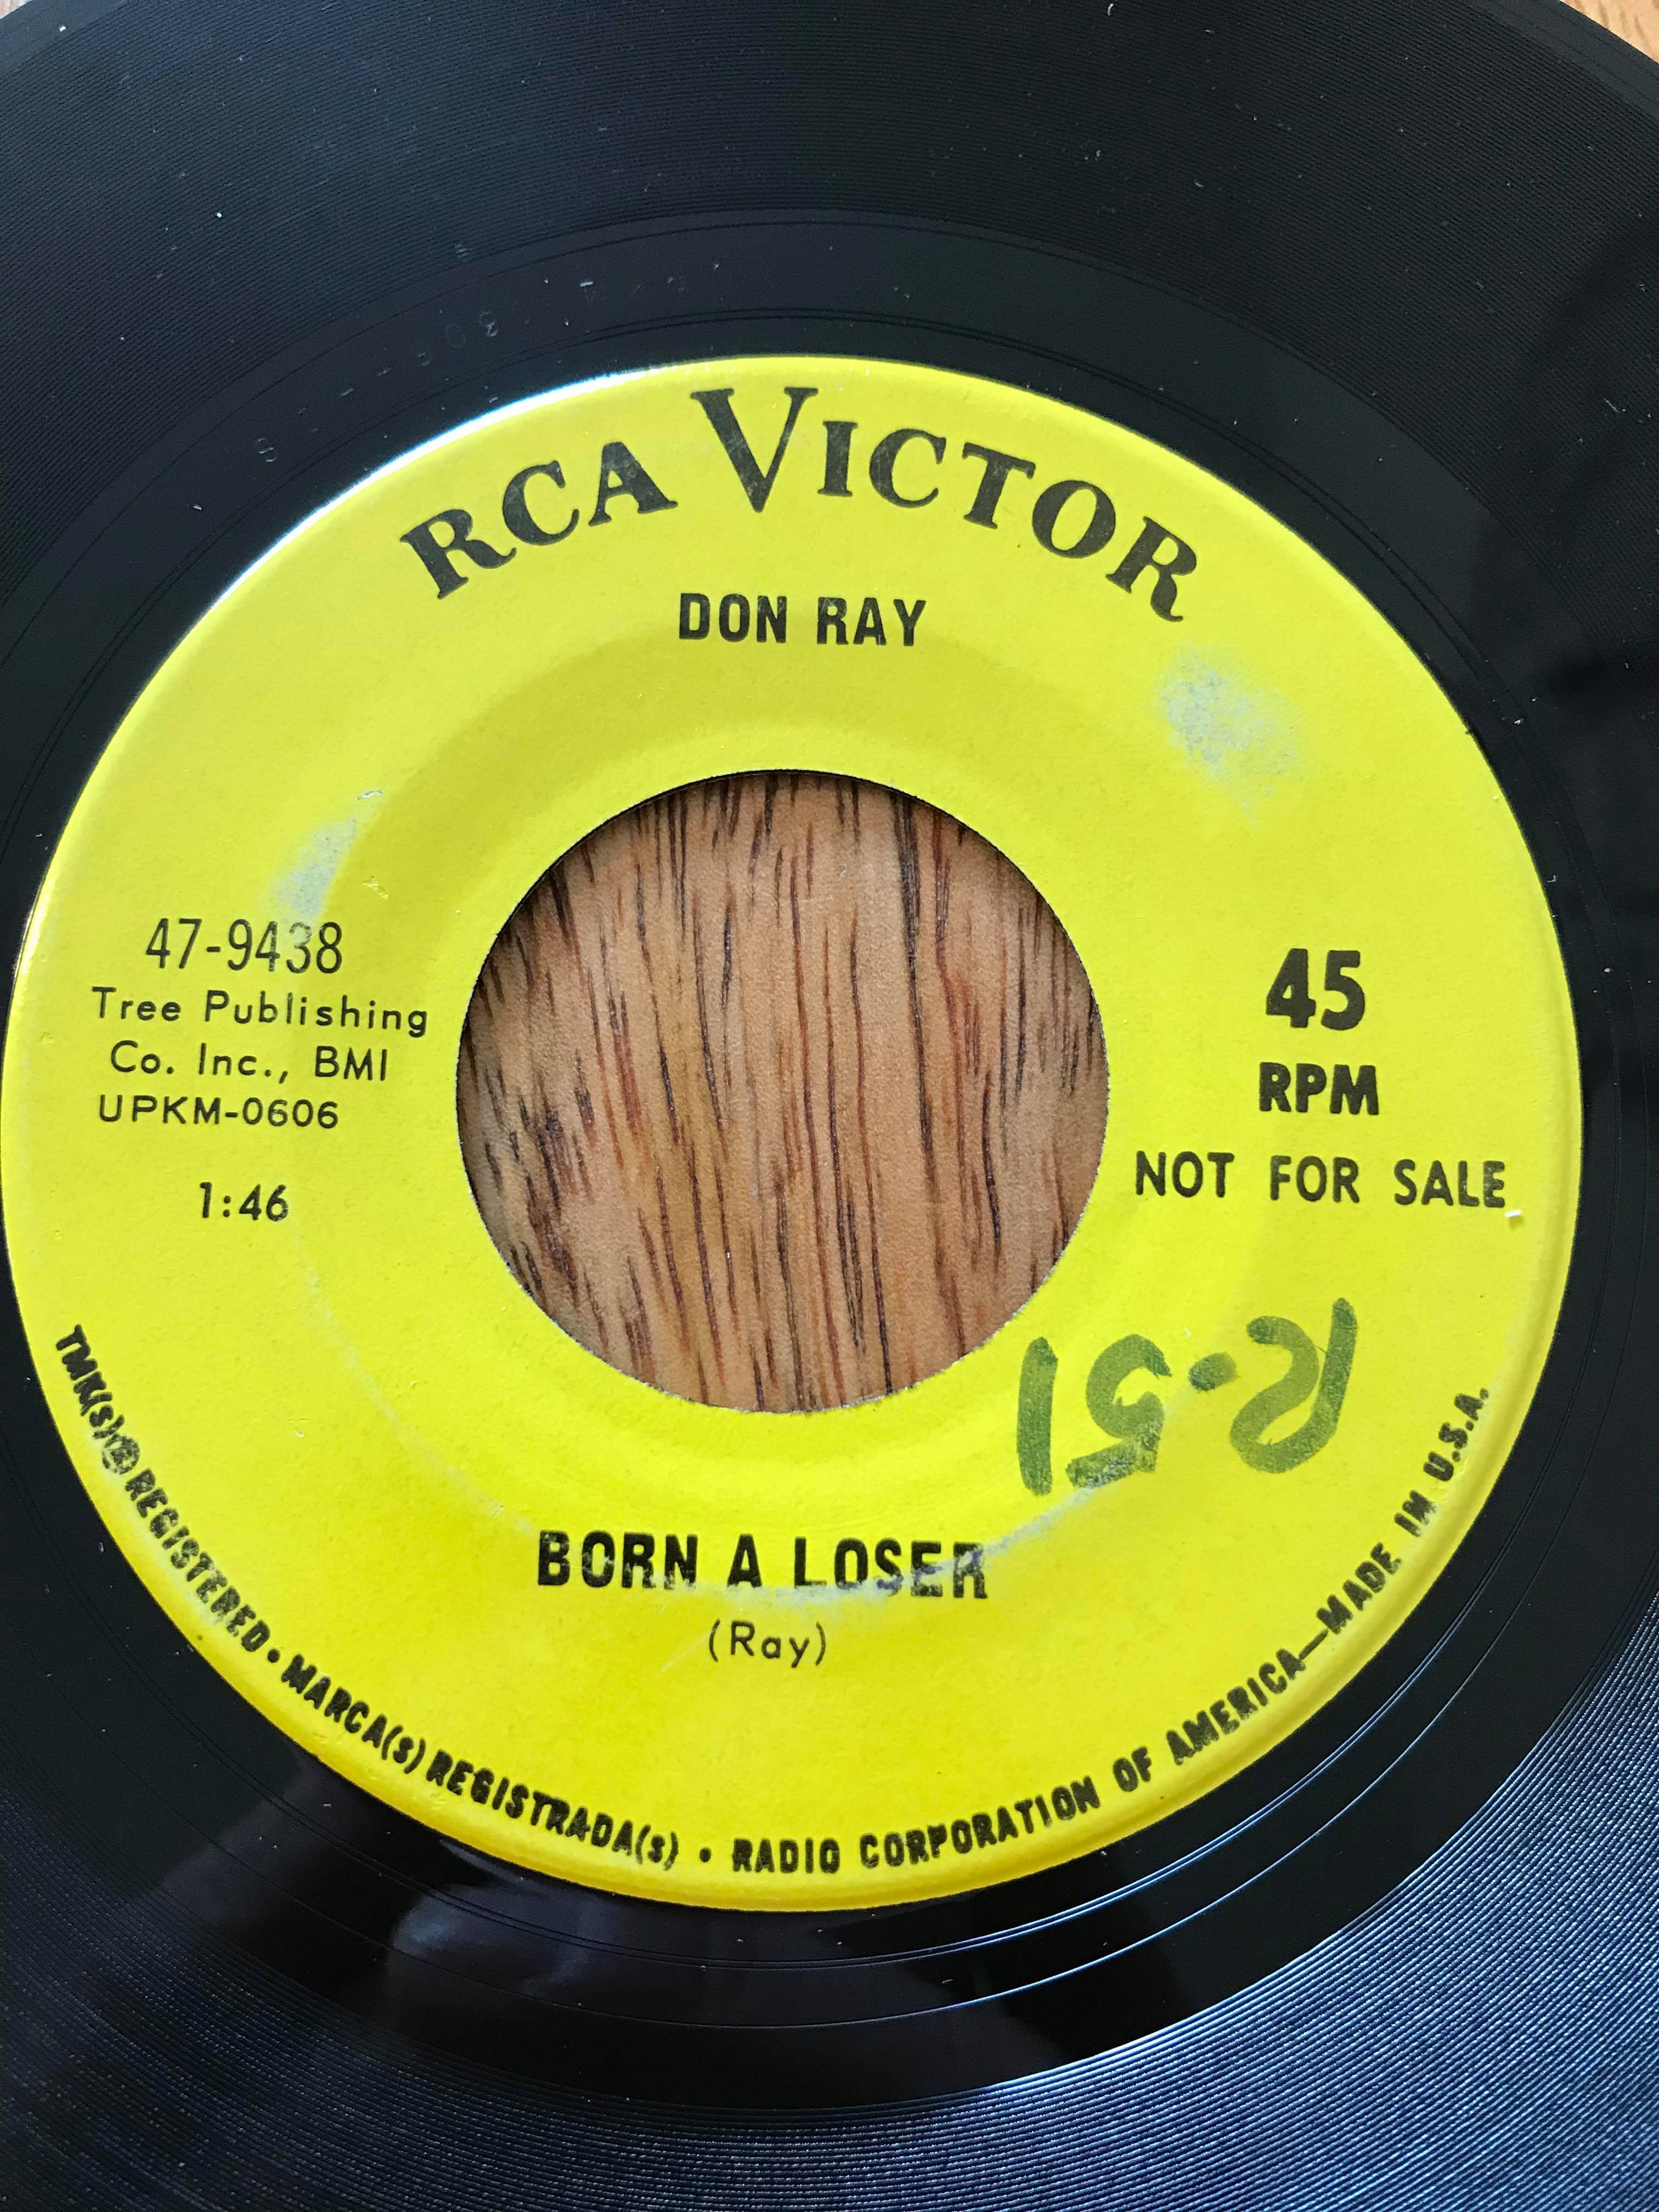 RCA VICTOR
DON RAY
47-9438
Tree Publishing
Co. Inc., BMI
UPKM-0606
1:46
45
RPM
NOT FOR SALE
R-51
BORN A LOSER
(Ray)
TMK(s) ® REGISTERED • MARCA(s) REGISTRADA(s) • RADIO CORPORATION OF AMERICA—MADE IN U.S.A.